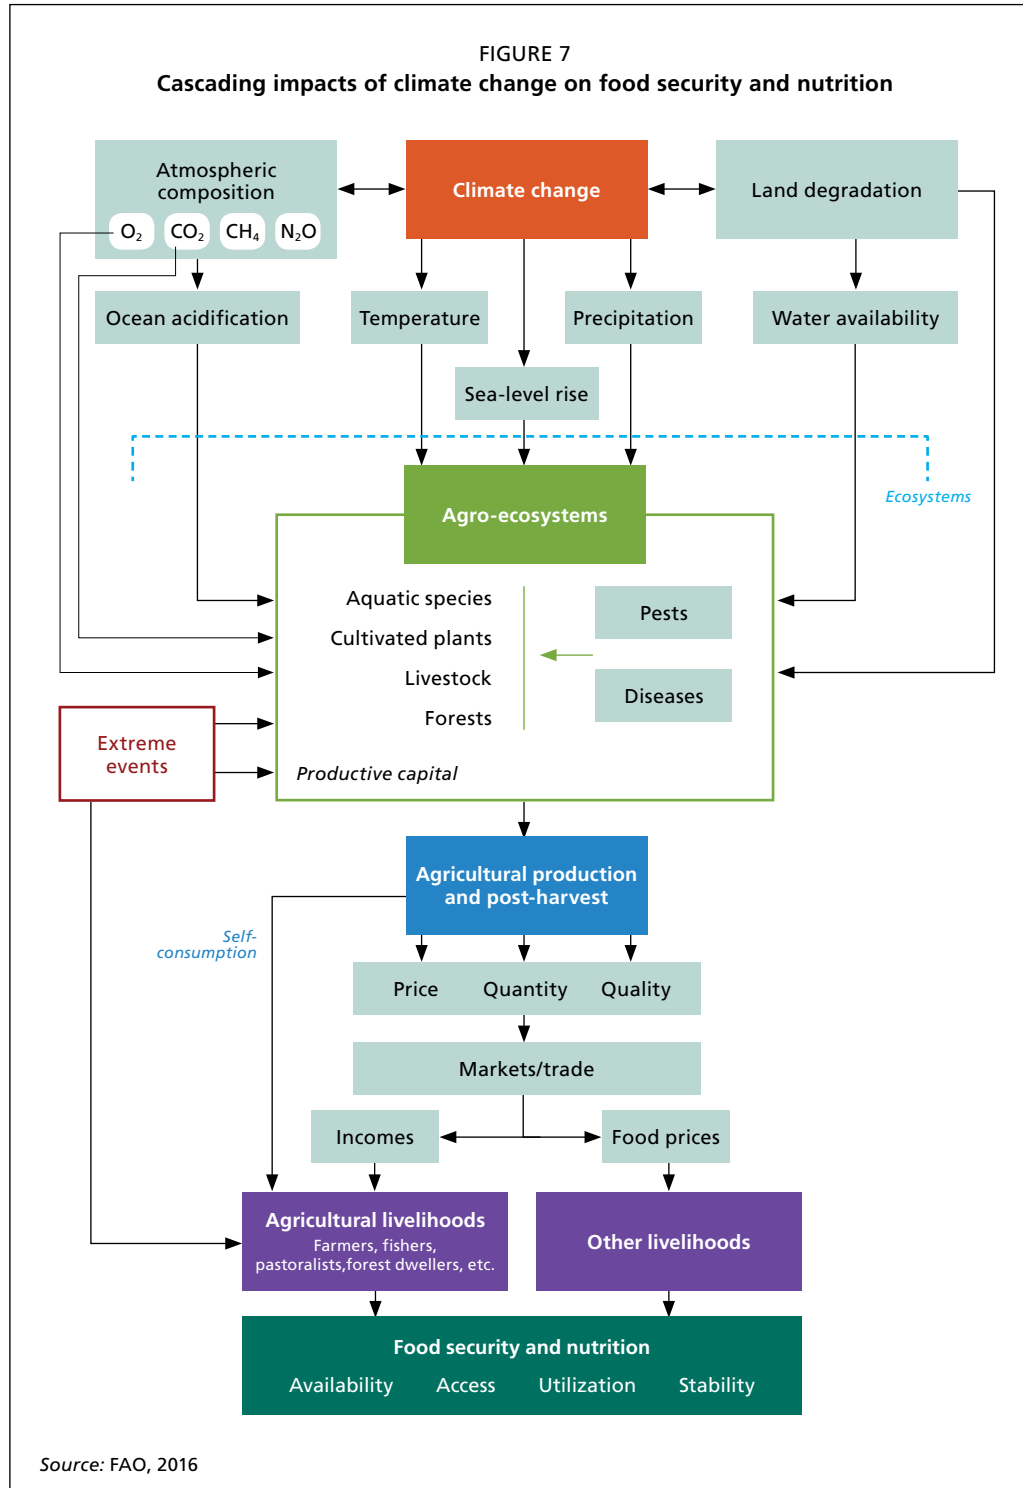 FIGURE 7
Cascading impacts of climate change on food security and nutrition
Atmospheric
composition
O₂ CO₂ CH₄ N₂O
Climate change
Land degradation
Ocean acidification
Temperature
Precipitation
Water availability
Sea-level rise
Ecosystems
Agro-ecosystems
Aquatic species
Cultivated plants
Livestock
Forests
Pests
Diseases
Productive capital
Extreme
events
Agricultural production
and post-harvest
Self-
consumption
Price Quantity Quality
Markets/trade
Incomes
Food prices
Agricultural livelihoods
Farmers, fishers,
pastoralists,forest dwellers, etc.
Other livelihoods
Food security and nutrition
Availability Access Utilization Stability
Source: FAO, 2016